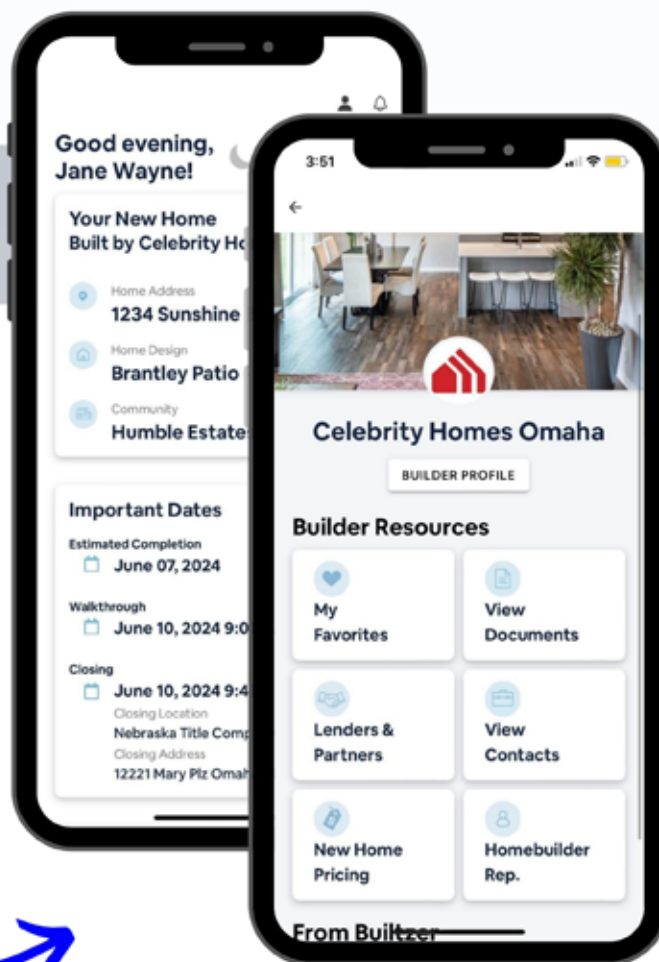 Good evening,
Jane Wayne!
Your New Home
Built by Celebrity
Home Address
1234 Sunshine
Home Design
Brantley Patio
Community
Humble Estate
Important Dates
Estimated Completion
June 07, 2024
Walkthrough
June 10, 2024 9:0
Closing
June 10, 2024 9:4
Closing Location
Nebraska Title Comp
Closing Address
12221 Mary Plz Omah
3:51
Celebrity Homes Omaha
BUILDER PROFILE
Builder Resources
My
Favorites
View
Documents
Lenders &
Partners
View
Contacts
New Home
Pricing
Homebuilder
Rep.
From Builtzer